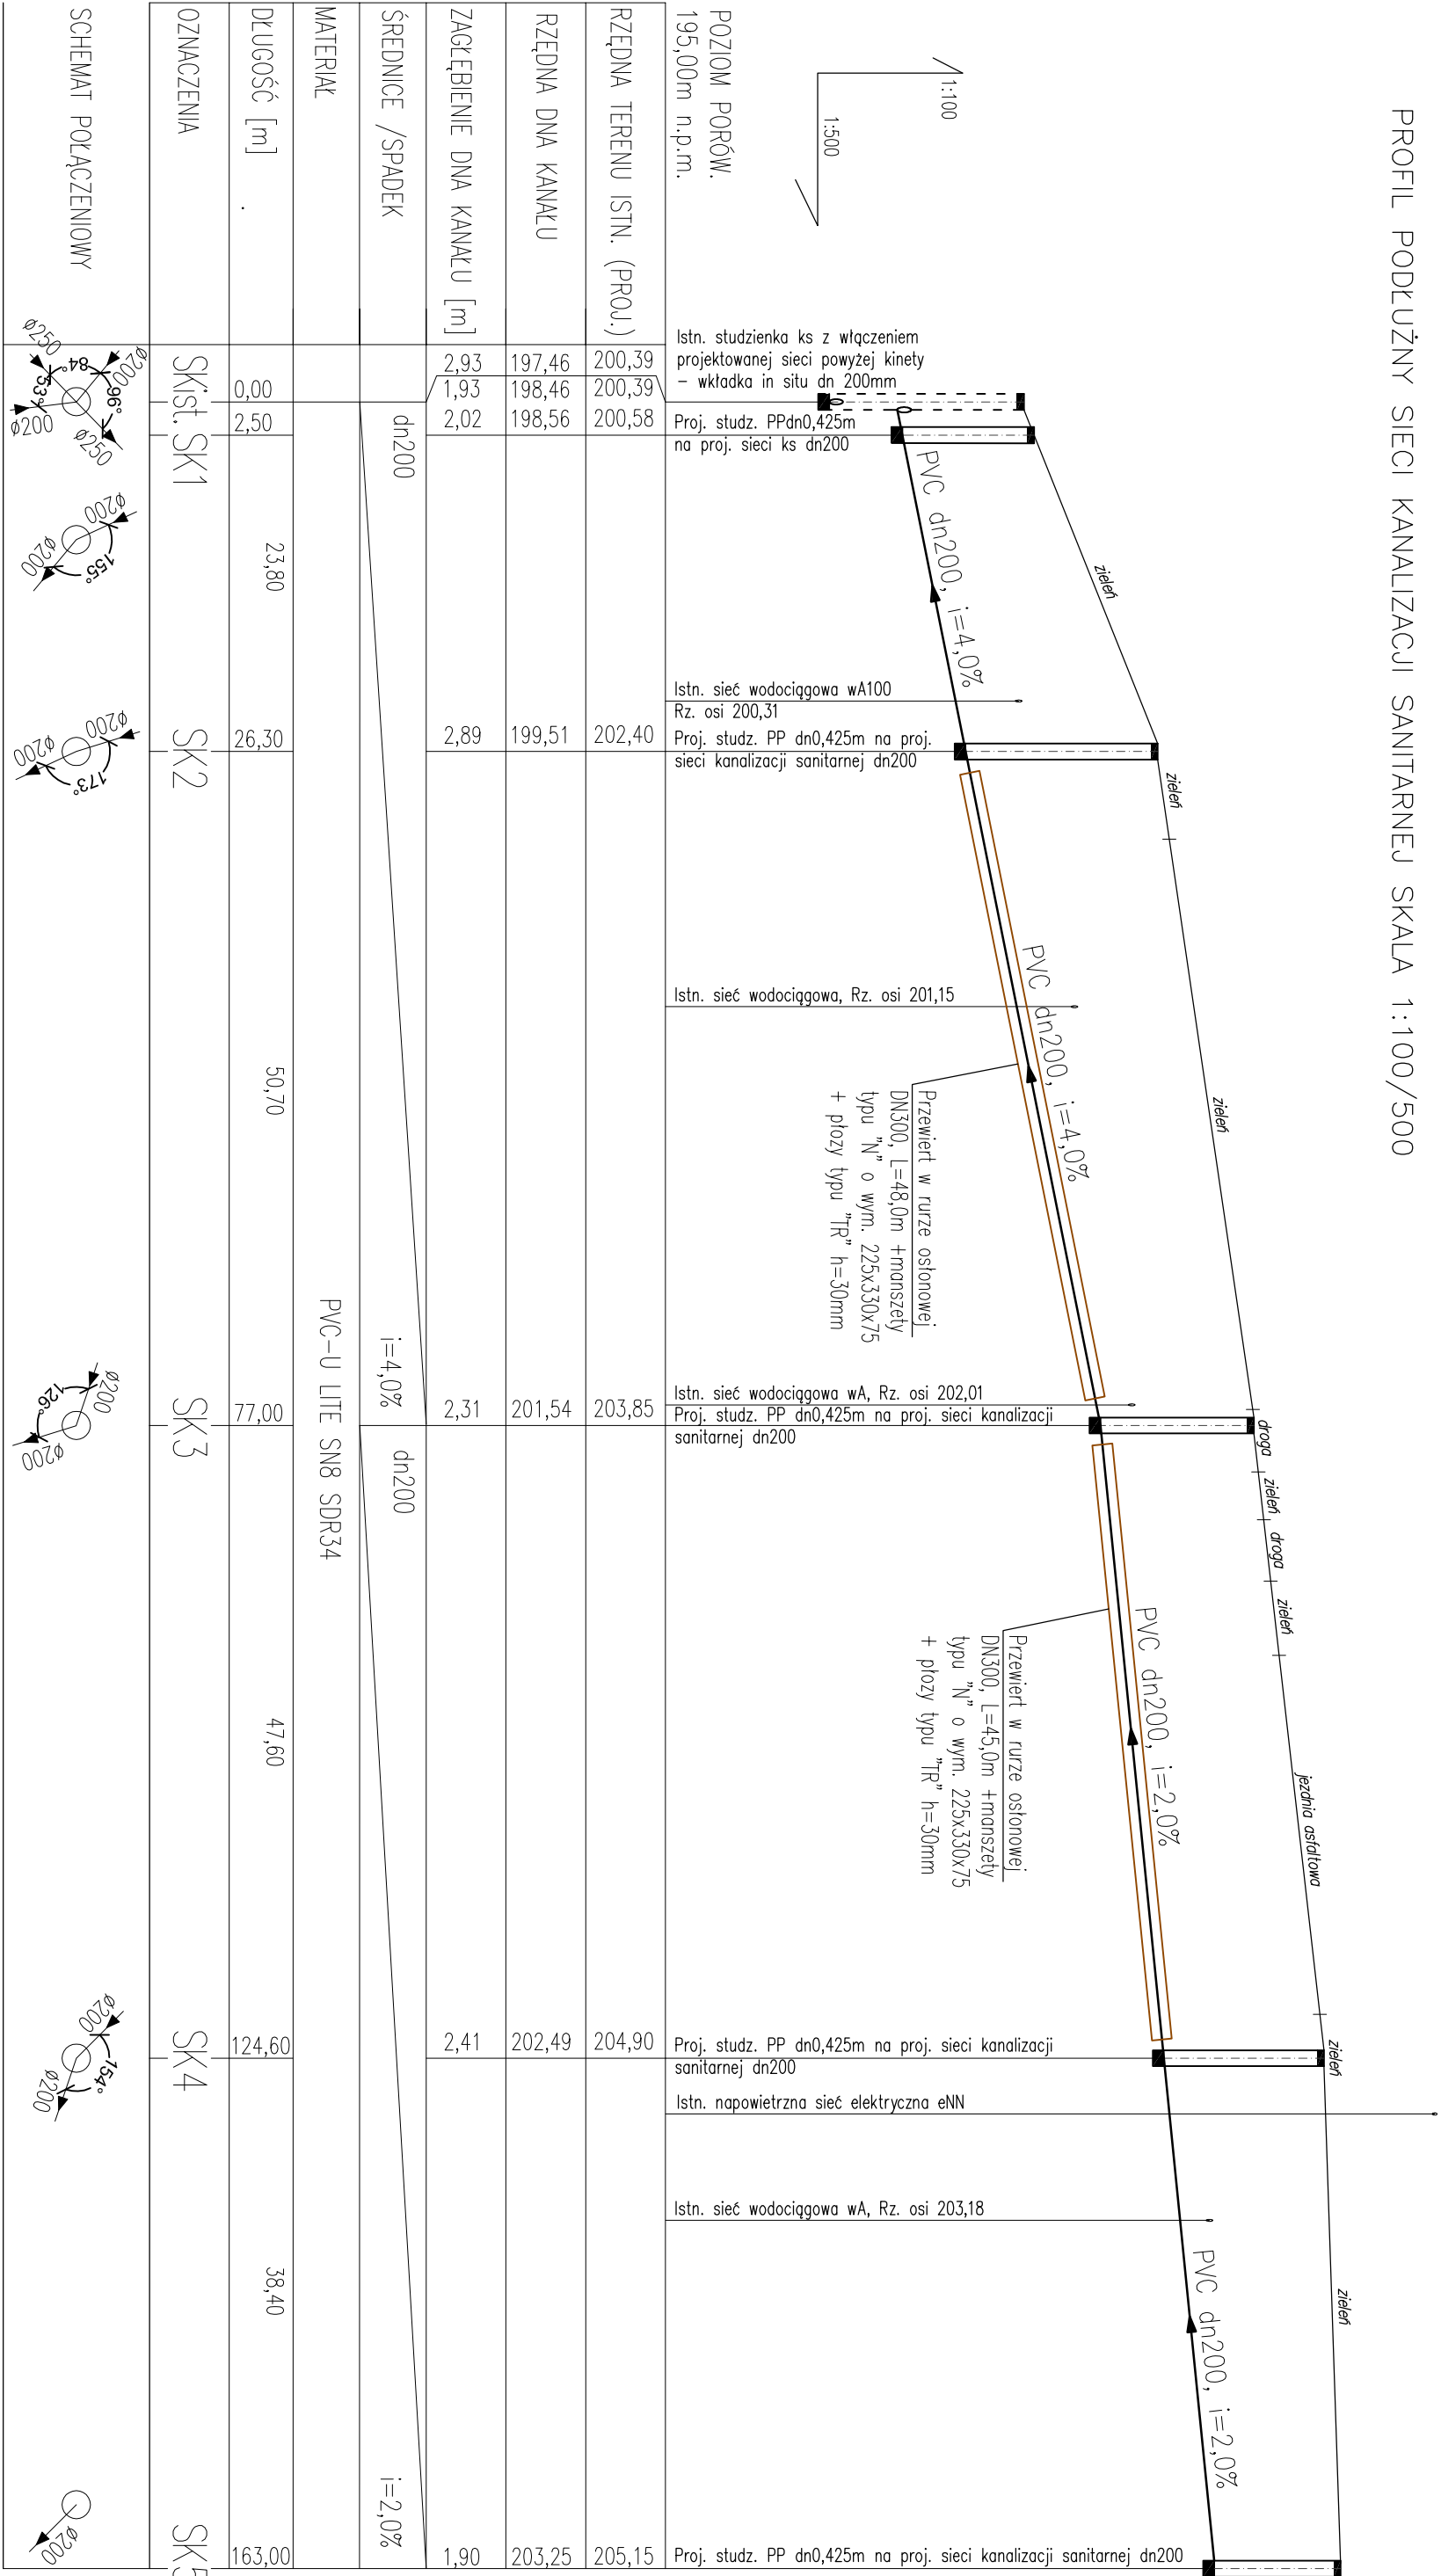 PROFIL PODŁUŻNY SIECI KANALIZACJI SANITARNEJ SKALA 1:100/500
1:100
1:500
POZIOM PORÓW.
195,00m n.p.m.
zieleń
zieleń
zieleń
droga
zieleń
droga
zieleń
jezdnia asfaltowa
zieleń
zieleń
PVC dn200, i=4,0%
PVC dn200, i=4,0%
PVC dn200, i=2,0%
PVC dn200, i=2,0%
Przewiert w rurze osłonowej
DN300, L=48,0m +manszety
typu "N" o wym. 225x330x75
+ płozy typu "TR" h=30mm
Przewiert w rurze osłonowej
DN300, L=45,0m +manszety
typu "N" o wym. 225x330x75
+ płozy typu "TR" h=30mm
Istn. studzienka ks z włączeniem
projektowanej sieci powyżej kinety
– wkładka in situ dn 200mm
Proj. studz. PPdn0,425m
na proj. sieci ks dn200
Istn. sieć wodociągowa wA100
Rz. osi 200,31
Proj. studz. PP dn0,425m na proj.
sieci kanalizacji sanitarnej dn200
Istn. sieć wodociągowa, Rz. osi 201,15
Istn. sieć wodociągowa wA, Rz. osi 202,01
Proj. studz. PP dn0,425m na proj. sieci kanalizacji
sanitarnej dn200
Proj. studz. PP dn0,425m na proj. sieci kanalizacji
sanitarnej dn200
Istn. napowietrzna sieć elektryczna eNN
Istn. sieć wodociągowa wA, Rz. osi 203,18
Proj. studz. PP dn0,425m na proj. sieci kanalizacji sanitarnej dn200
RZĘDNA TERENU ISTN. (PROJ.) 200,39 200,39 200,58 202,40 203,85 204,90 205,15
RZĘDNA DNA KANAŁU 197,46 198,46 198,56 199,51 201,54 202,49 203,25
ZAGŁĘBIENIE DNA KANAŁU [m] 2,93 1,93 2,02 2,89 2,31 2,41 1,90
ŚREDNICE /SPADEK dn200 i=4,0% dn200 i=2,0%
MATERIAŁ PVC–U LITE SN8 SDR34
DŁUGOŚĆ [m] . 0,00 2,50 23,80 26,30 50,70 77,00 47,60 124,60 38,40 163,00
OZNACZENIA SKist. SK1 SK2 SK3 SK4 SK5
SCHEMAT POŁĄCZENIOWY
ø200 96° ø250 84° ø250 53° ø200
ø200 155° ø200
ø200 173° ø200
ø200 126° ø200
ø200 154° ø200
ø200